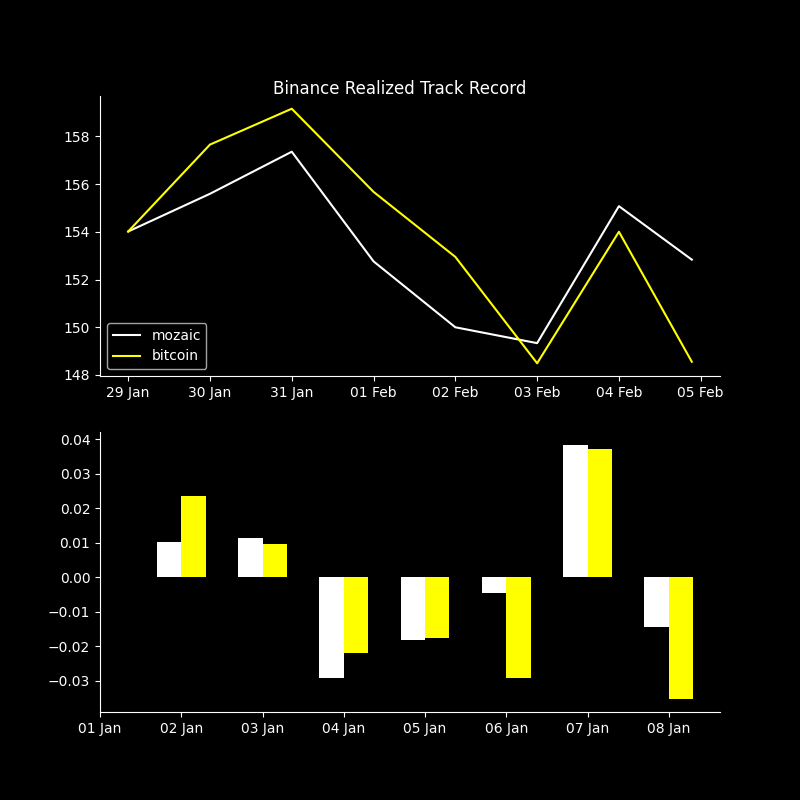 Binance Realized Track Record
158
156
154
152
150
148
mozaic
bitcoin
29 Jan 30 Jan 31 Jan 01 Feb 02 Feb 03 Feb 04 Feb 05 Feb
0.04
0.03
0.02
0.01
0.00
−0.01
−0.02
−0.03
01 Jan 02 Jan 03 Jan 04 Jan 05 Jan 06 Jan 07 Jan 08 Jan